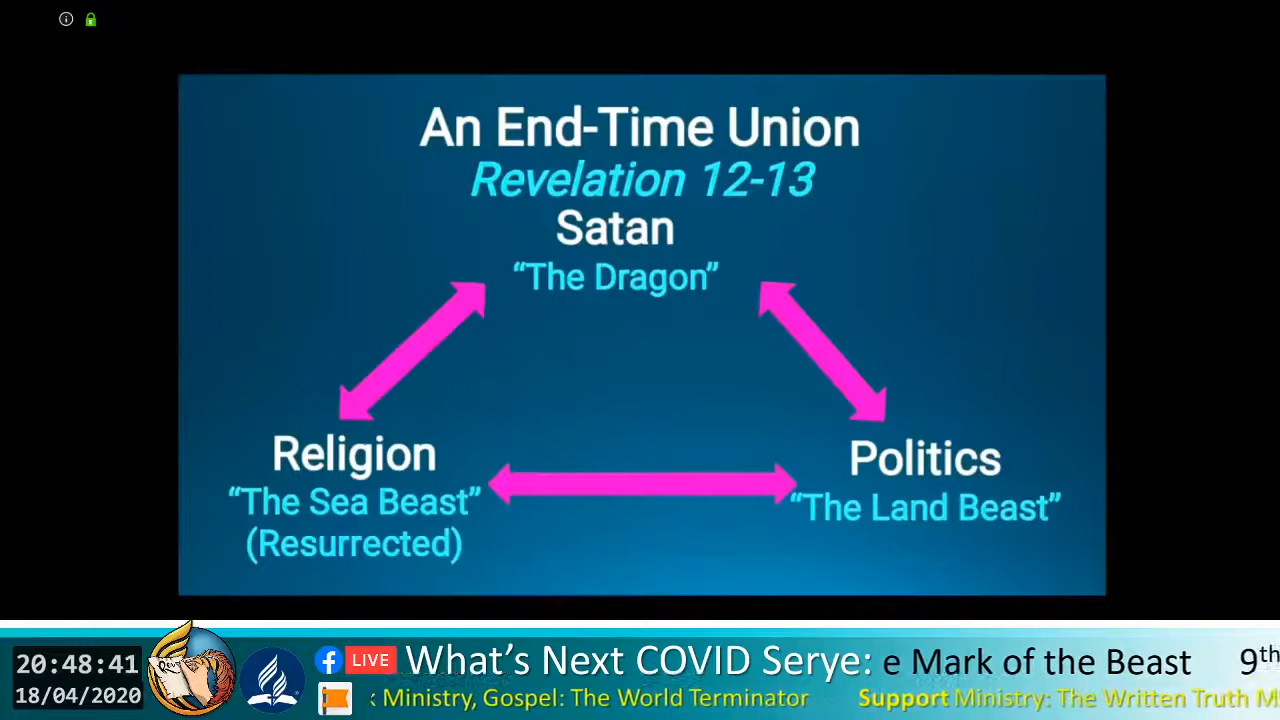 An End-Time Union
Revelation 12-13
Satan
“The Dragon”
Religion
“The Sea Beast”
(Resurrected)
Politics
“The Land Beast”
20:48:41
18/04/2020
LIVE
What’s Next COVID Serye: e Mark of the Beast 9th
k Ministry, Gospel: The World Terminator Support Ministry: The Written Truth M